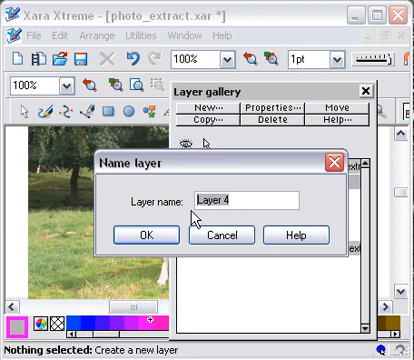 Xara Xtreme - [photo_extract.xar *]
File Edit Arrange Utilities Window Help
100% 1pt
100%
Layer gallery
New... Properties... Move
Copy... Delete Help...
Name layer
Layer name: Layer 4
OK Cancel Help
Nothing selected: Create a new layer